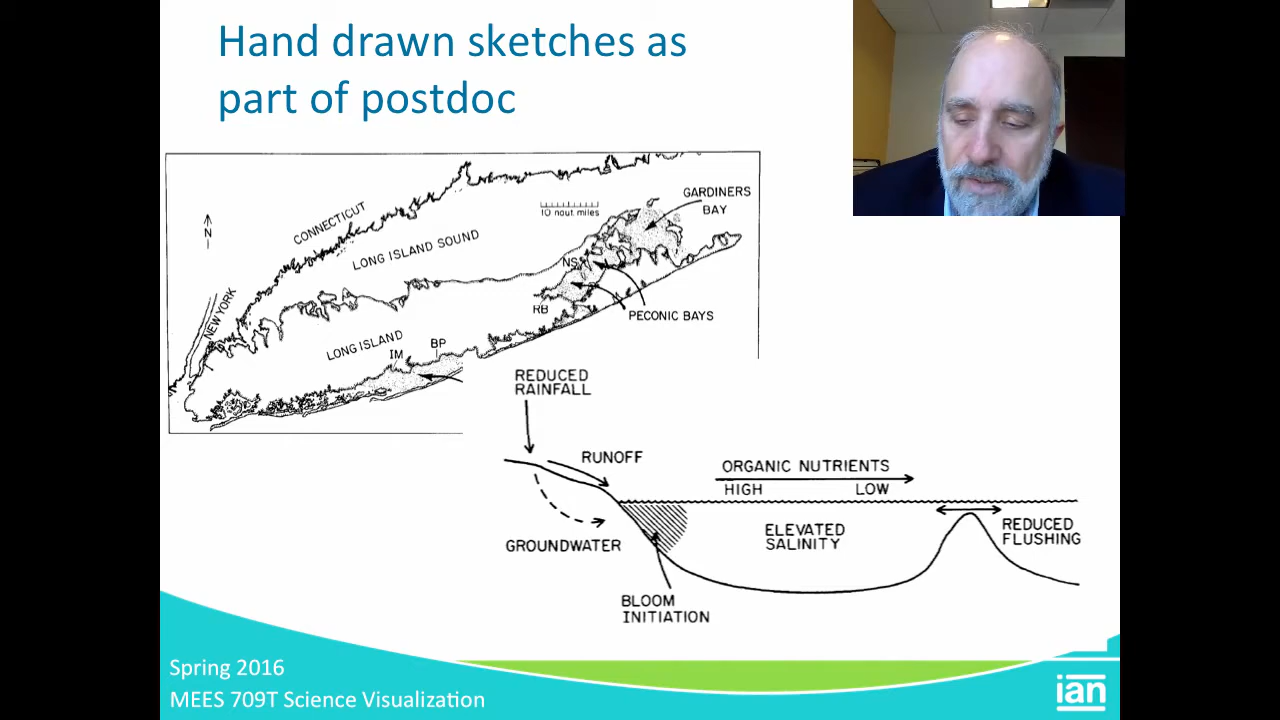 Hand drawn sketches as
part of postdoc
N
CONNECTICUT
LONG ISLAND SOUND
10 naut. miles
GARDINERS
BAY
NEW YORK
NS
RB
PECONIC BAYS
LONG ISLAND
IM
BP
REDUCED
RAINFALL
RUNOFF
ORGANIC NUTRIENTS
HIGH LOW
GROUNDWATER
ELEVATED
SALINITY
REDUCED
FLUSHING
BLOOM
INITIATION
Spring 2016
MEES 709T Science Visualization
ian